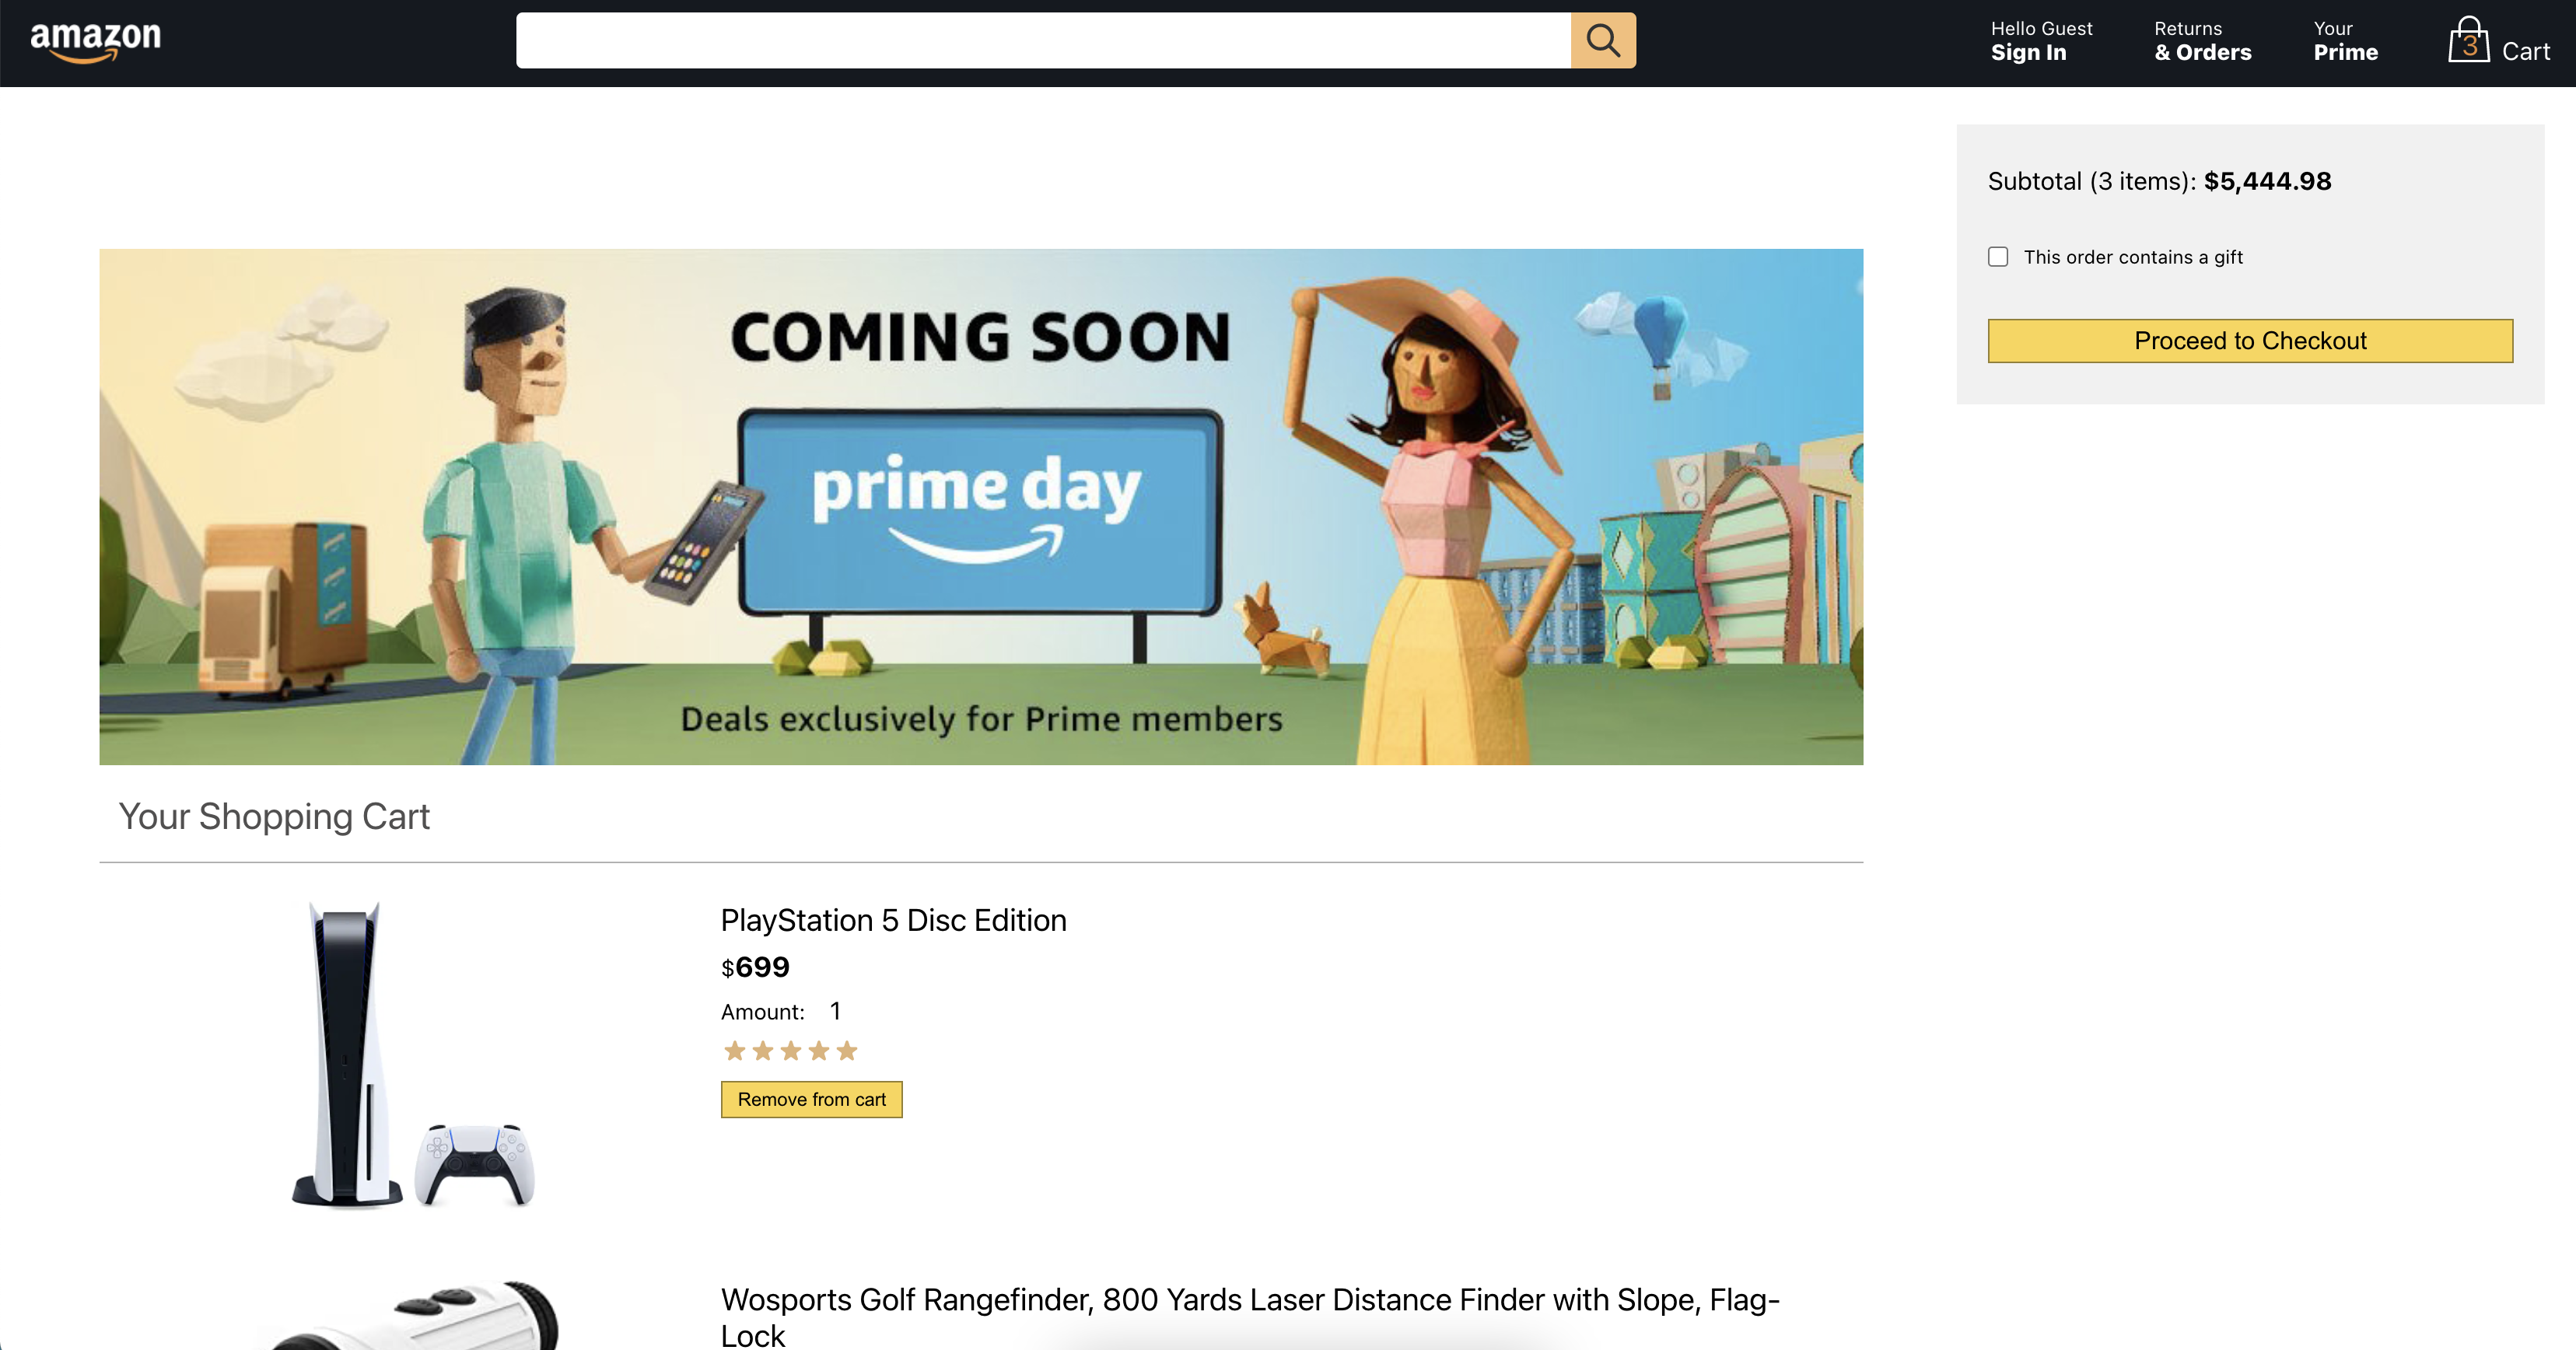 amazon
Hello Guest
Sign In
Returns
& Orders
Your
Prime
3
Cart
Subtotal (3 items): $5,444.98
This order contains a gift
Proceed to Checkout
COMING SOON
prime day
Deals exclusively for Prime members
Your Shopping Cart
PlayStation 5 Disc Edition
$699
Amount: 1
Remove from cart
Wosports Golf Rangefinder, 800 Yards Laser Distance Finder with Slope, Flag-
Lock